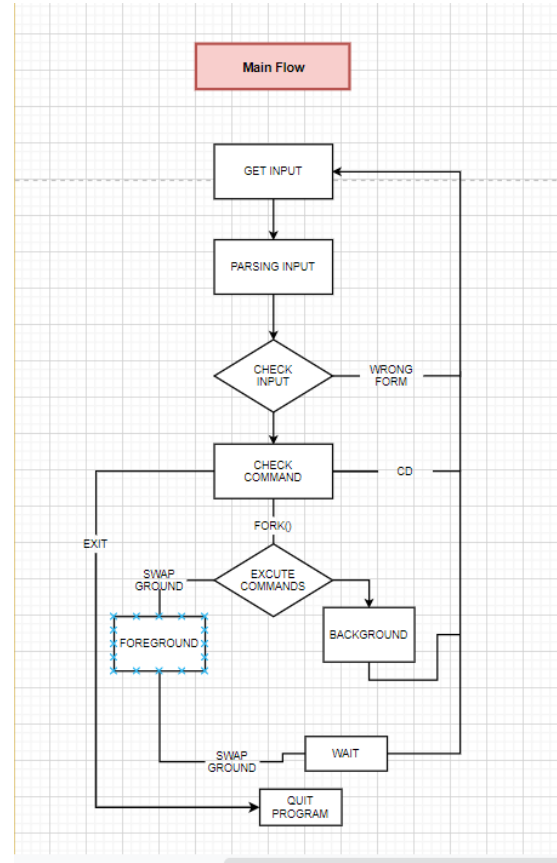 Main Flow
GET INPUT
PARSING INPUT
CHECK
INPUT
WRONG
FORM
CHECK
COMMAND
CD
FORK()
EXIT
SWAP
GROUND
EXCUTE
COMMANDS
FOREGROUND
BACKGROUND
SWAP
GROUND
WAIT
QUIT
PROGRAM